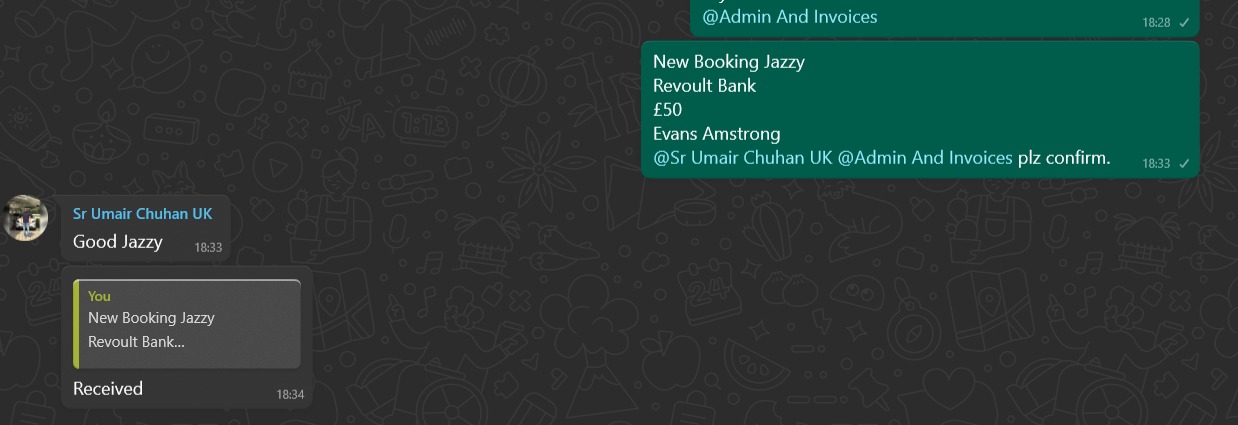 @Admin And Invoices
18:28
New Booking Jazzy
Revoult Bank
£50
Evans Amstrong
@Sr Umair Chuhan UK @Admin And Invoices plz confirm.
18:33
Sr Umair Chuhan UK
Good Jazzy
18:33
You
New Booking Jazzy
Revoult Bank...
Received
18:34